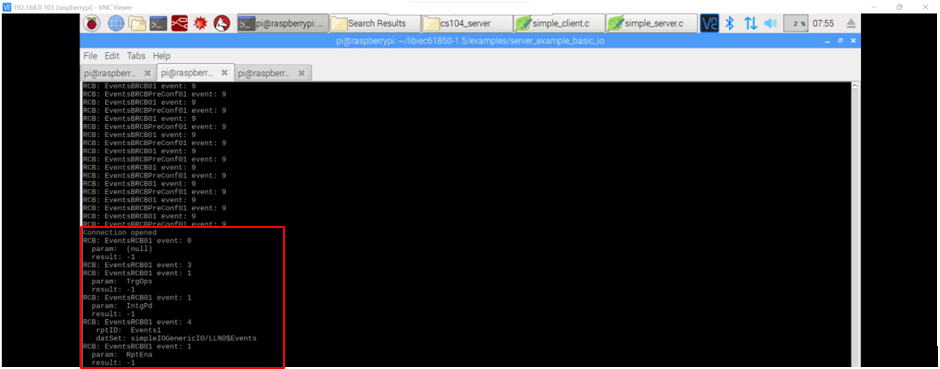 192.168.0.103 (raspberrypi) - VNC Viewer
pi@raspberrypi: ...
Search Results
cs104_server
simple_client.c
simple_server.c
2 %
07:55
pi@raspberrypi: ~/libiec61850-1.5/examples/server_example_basic_io
File Edit Tabs Help
pi@raspberr...
pi@raspberr...
pi@raspberr...
RCB: EventsBRCB01 event: 9
RCB: EventsBRCBPreConf01 event: 9
RCB: EventsBRCB01 event: 9
RCB: EventsBRCBPreConf01 event: 9
RCB: EventsBRCB01 event: 9
RCB: EventsBRCBPreConf01 event: 9
RCB: EventsBRCB01 event: 9
RCB: EventsBRCBPreConf01 event: 9
RCB: EventsBRCB01 event: 9
RCB: EventsBRCBPreConf01 event: 9
RCB: EventsBRCB01 event: 9
RCB: EventsBRCBPreConf01 event: 9
RCB: EventsBRCB01 event: 9
RCB: EventsBRCBPreConf01 event: 9
RCB: EventsBRCB01 event: 9
RCB: EventsBRCB01 event: 9
RCB: EventsBRCBPreConf01 event: 9
Connection opened
RCB: EventsRCB01 event: 0
param: (null)
result: -1
RCB: EventsRCB01 event: 3
RCB: EventsRCB01 event: 1
param: TrgOps
result: -1
RCB: EventsRCB01 event: 1
param: IntgPd
result: -1
RCB: EventsRCB01 event: 4
rptID: Events1
datSet: simpleIOGenericIO/LLN0$Events
RCB: EventsRCB01 event: 1
param: RptEna
result: -1